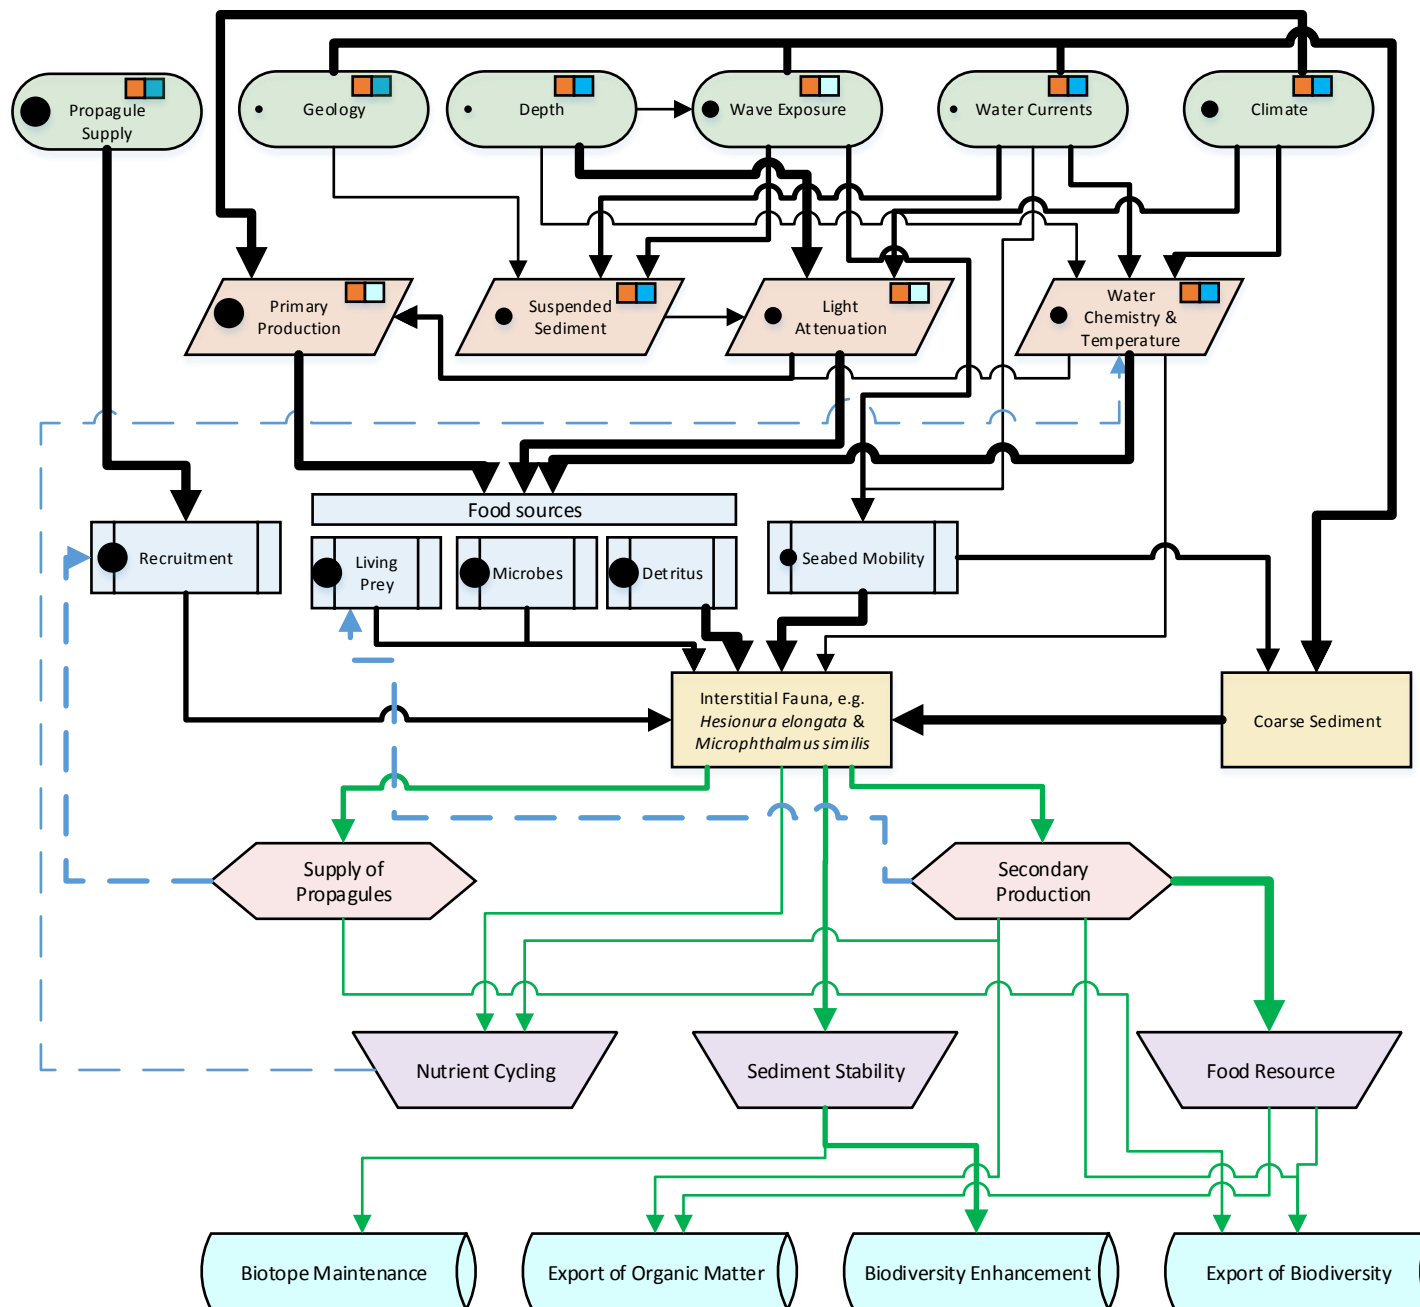 Propagule
Supply
Geology
Depth
Wave Exposure
Water Currents
Climate
Primary
Production
Suspended
Sediment
Light
Attenuation
Water
Chemistry &
Temperature
Food sources
Recruitment
Living
Prey
Microbes
Detritus
Seabed Mobility
Interstitial Fauna, e.g.
Hesionura elongata &
Microphthalmus similis
Coarse Sediment
Supply of
Propagules
Secondary
Production
Nutrient Cycling
Sediment Stability
Food Resource
Biotope Maintenance
Export of Organic Matter
Biodiversity Enhancement
Export of Biodiversity